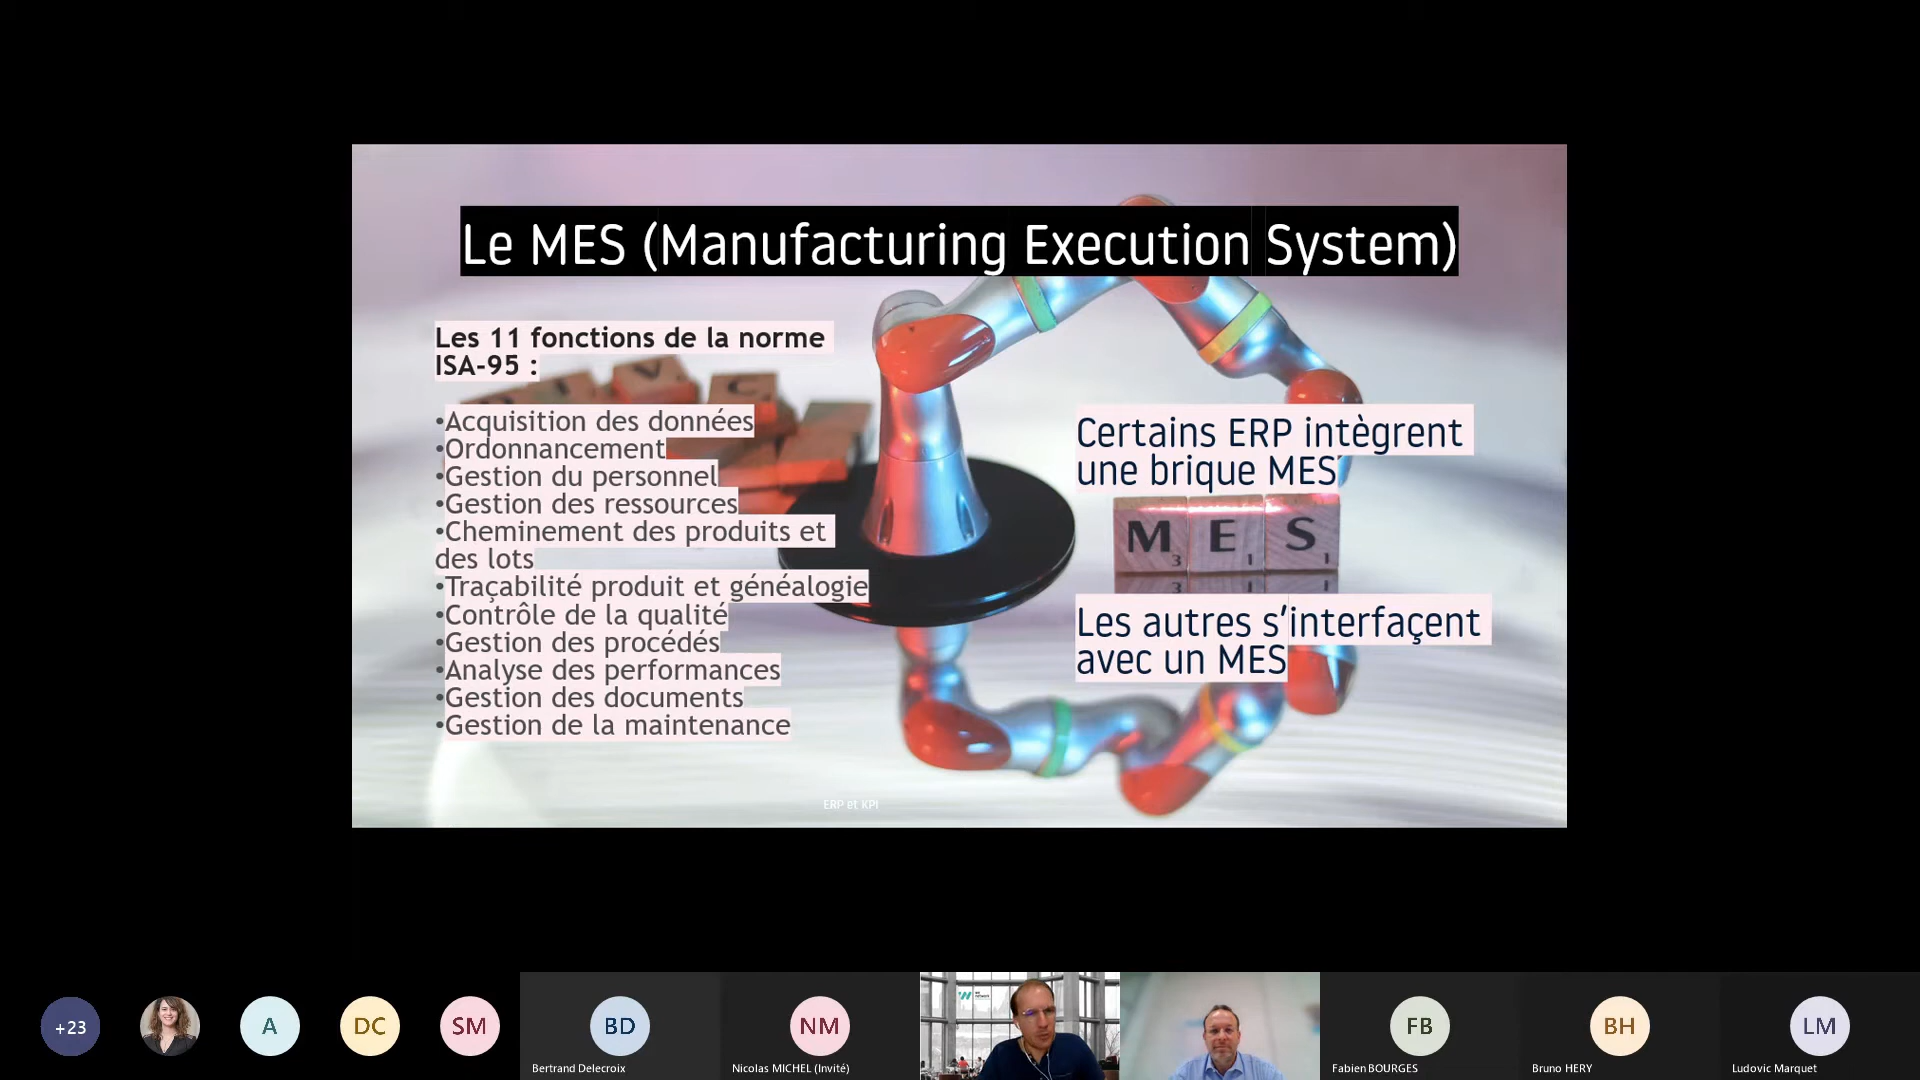 Le MES (Manufacturing Execution System)
Les 11 fonctions de la norme
ISA-95 :
•Acquisition des données
•Ordonnancement
•Gestion du personnel
•Gestion des ressources
•Cheminement des produits et
des lots
•Traçabilité produit et généalogie
•Contrôle de la qualité
•Gestion des procédés
•Analyse des performances
•Gestion des documents
•Gestion de la maintenance
Certains ERP intègrent
une brique MES
M3 E1 S1
Les autres s’interfaçent
avec un MES
ERP et KPI
+23
A
DC
SM
BD
Bertrand Delecroix
NM
Nicolas MICHEL (Invité)
FB
Fabien BOURGES
BH
Bruno HERY
LM
Ludovic Marquet